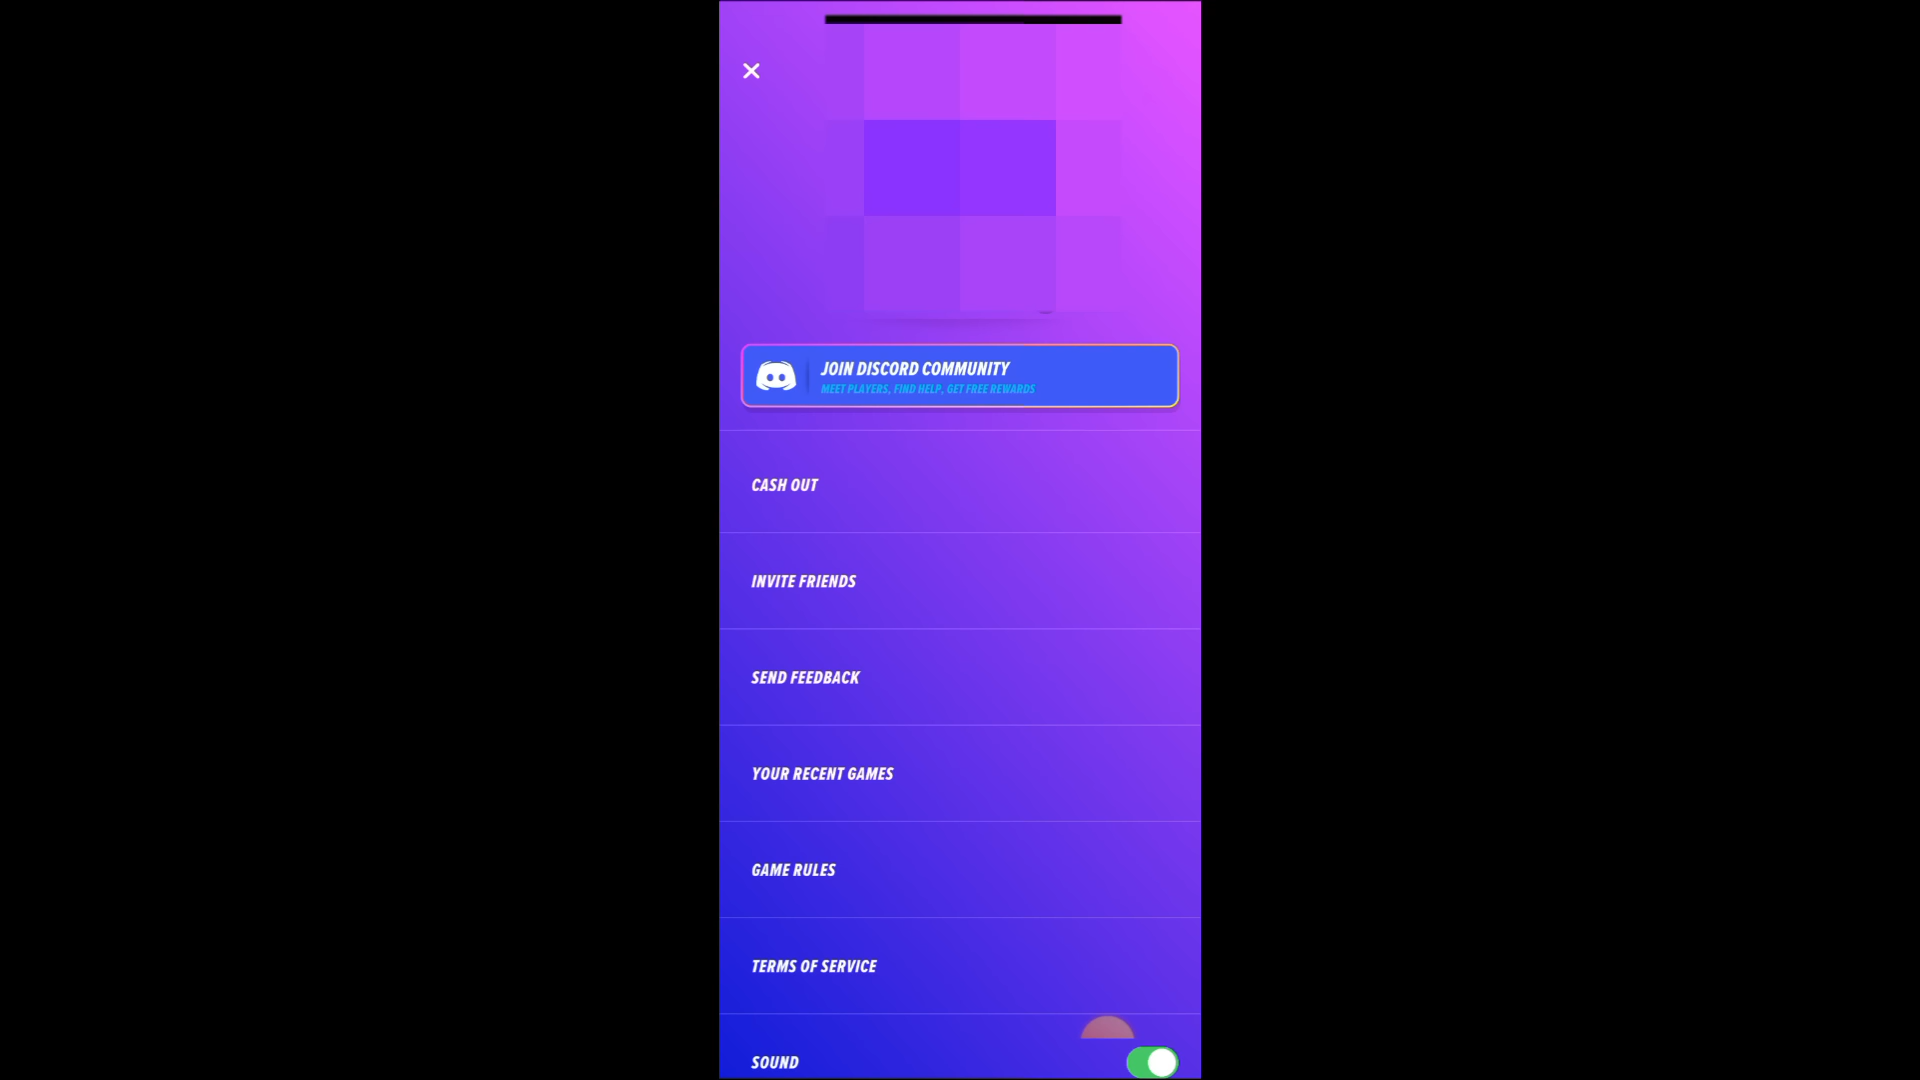 JOIN DISCORD COMMUNITY
MEET PLAYERS, FIND HELP, GET FREE REWARDS
CASH OUT
INVITE FRIENDS
SEND FEEDBACK
YOUR RECENT GAMES
GAME RULES
TERMS OF SERVICE
SOUND